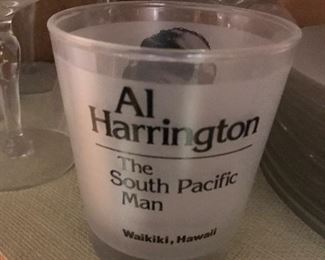 Al
Harrington
The
South Pacific
Man
Waikiki, Hawaii